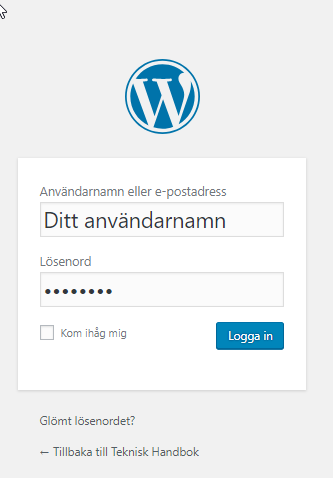 Användarnamn eller e-postadress
Ditt användarnamn
Lösenord
••••••••
Kom ihåg mig
Logga in
Glömt lösenordet?
← Tillbaka till Teknisk Handbok